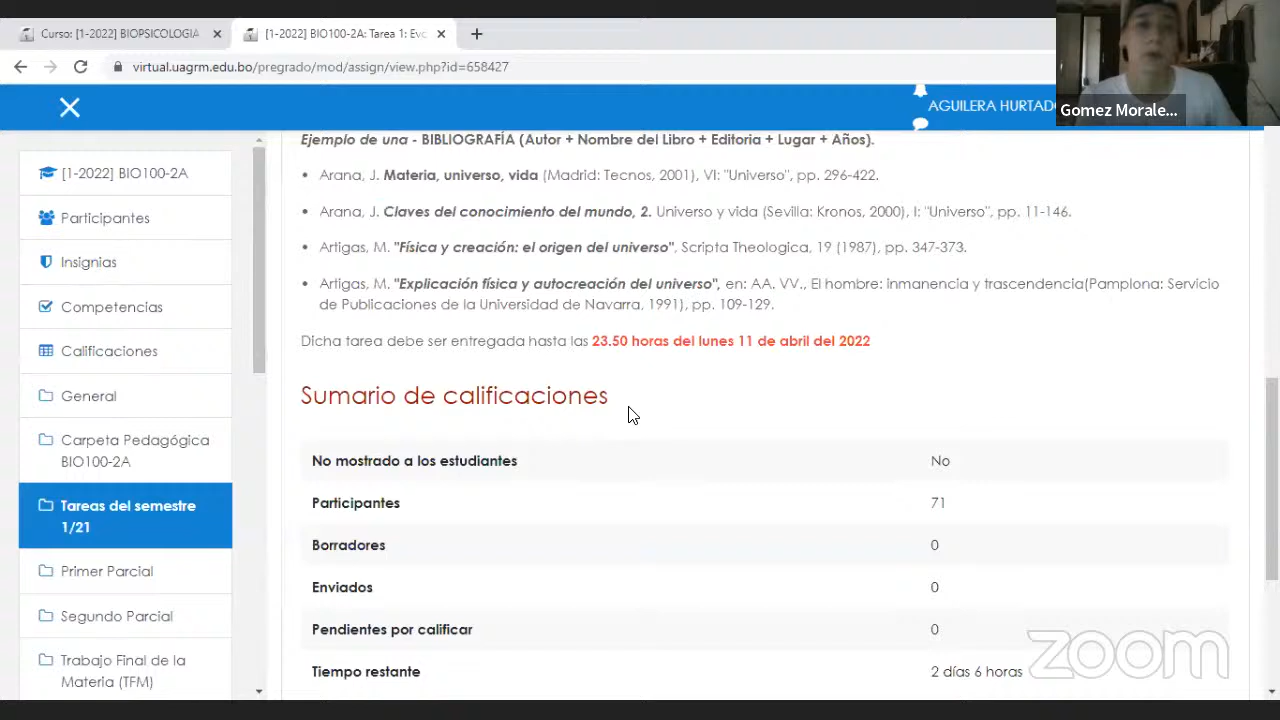 Curso: [1-2022] BIOPSICOLOGIA
[1-2022] BIO100-2A: Tarea 1: Evc
virtual.uagrm.edu.bo/pregrado/mod/assign/view.php?id=658427
AGUILERA HURTADO
Gomez Morale...
[1-2022] BIO100-2A
Participantes
Insignias
Competencias
Calificaciones
General
Carpeta Pedagógica
BIO100-2A
Tareas del semestre
1/21
Primer Parcial
Segundo Parcial
Trabajo Final de la
Materia (TFM)
Ejemplo de una - BIBLIOGRAFÍA (Autor + Nombre del Libro + Editoria + Lugar + Años).
• Arana, J. Materia, universo, vida (Madrid: Tecnos, 2001), VI: "Universo", pp. 296-422.
• Arana, J. Claves del conocimiento del mundo, 2. Universo y vida (Sevilla: Kronos, 2000), I: "Universo", pp. 11-146.
• Artigas, M. "Física y creación: el origen del universo", Scripta Theologica, 19 (1987), pp. 347-373.
• Artigas, M. "Explicación física y autocreación del universo", en: AA. VV., El hombre: inmanencia y trascendencia(Pamplona: Servicio
de Publicaciones de la Universidad de Navarra, 1991), pp. 109-129.
Dicha tarea debe ser entregada hasta las 23.50 horas del lunes 11 de abril del 2022
Sumario de calificaciones
No mostrado a los estudiantes No
Participantes 71
Borradores 0
Enviados 0
Pendientes por calificar 0
Tiempo restante 2 días 6 horas
zoom